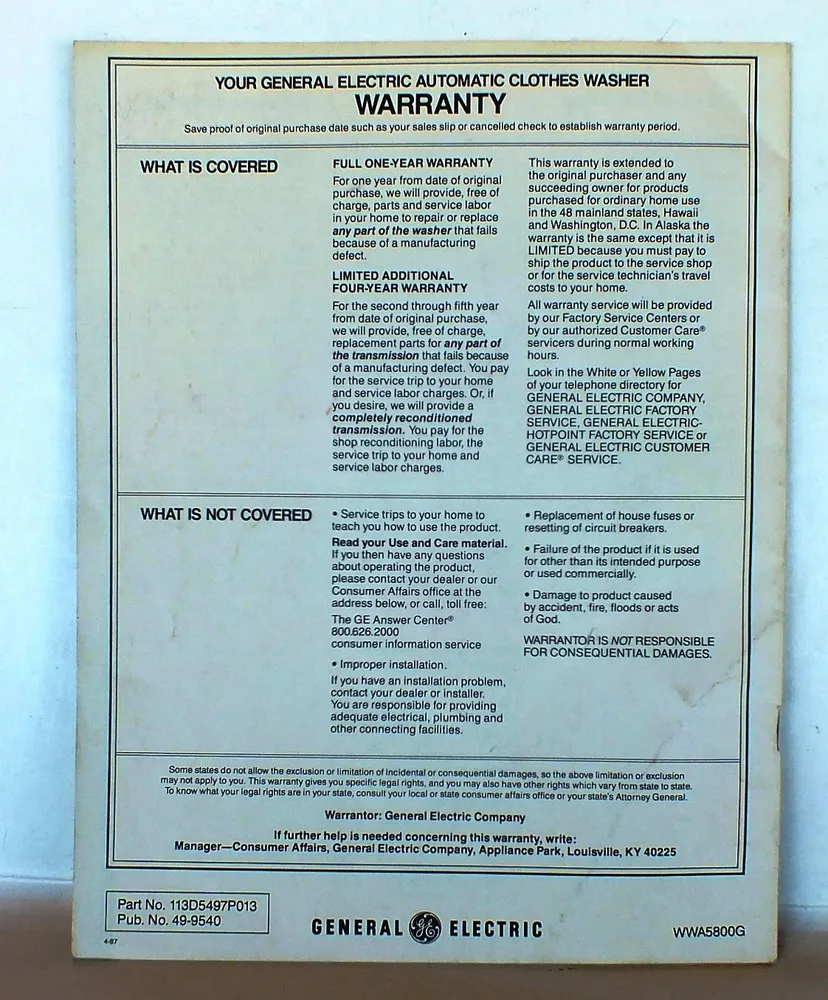 YOUR GENERAL ELECTRIC AUTOMATIC CLOTHES WASHER
WARRANTY
Save proof of original purchase date such as your sales slip or cancelled check to establish warranty period.
WHAT IS COVERED
FULL ONE-YEAR WARRANTY
For one year from date of original
purchase, we will provide, free of
charge, parts and service labor
in your home to repair or replace
any part of the washer that fails
because of a manufacturing
defect.
LIMITED ADDITIONAL
FOUR-YEAR WARRANTY
For the second through fifth year
from date of original purchase,
we will provide, free of charge,
replacement parts for any part of
the transmission that fails because
of a manufacturing defect. You pay
for the service trip to your home
and service labor charges. Or, if
you desire, we will provide a
completely reconditioned
transmission. You pay for the
shop reconditioning labor, the
service trip to your home and
service labor charges.
This warranty is extended to
the original purchaser and any
succeeding owner for products
purchased for ordinary home use
in the 48 mainland states, Hawaii
and Washington, D.C. In Alaska the
warranty is the same except that it is
LIMITED because you must pay to
ship the product to the service shop
or for the service technician's travel
costs to your home.
All warranty service will be provided
by our Factory Service Centers or
by our authorized Customer Care®
servicers during normal working
hours.
Look in the White or Yellow Pages
of your telephone directory for
GENERAL ELECTRIC COMPANY,
GENERAL ELECTRIC FACTORY
SERVICE, GENERAL ELECTRIC-
HOTPOINT FACTORY SERVICE or
GENERAL ELECTRIC CUSTOMER
CARE® SERVICE.
WHAT IS NOT COVERED
• Service trips to your home to
teach you how to use the product.
Read your Use and Care material.
If you then have any questions
about operating the product,
please contact your dealer or our
Consumer Affairs office at the
address below, or call, toll free:
The GE Answer Center®
800.626.2000
consumer information service
• Improper installation.
If you have an installation problem,
contact your dealer or installer.
You are responsible for providing
adequate electrical, plumbing and
other connecting facilities.
• Replacement of house fuses or
resetting of circuit breakers.
• Failure of the product if it is used
for other than its intended purpose
or used commercially.
• Damage to product caused
by accident, fire, floods or acts
of God.
WARRANTOR IS NOT RESPONSIBLE
FOR CONSEQUENTIAL DAMAGES.
Some states do not allow the exclusion or limitation of incidental or consequential damages, so the above limitation or exclusion
may not apply to you. This warranty gives you specific legal rights, and you may also have other rights which vary from state to state.
To know what your legal rights are in your state, consult your local or state consumer affairs office or your state's Attorney General.
Warrantor: General Electric Company
If further help is needed concerning this warranty, write:
Manager—Consumer Affairs, General Electric Company, Appliance Park, Louisville, KY 40225
Part No. 113D5497P013
Pub. No. 49-9540
4-87
GENERAL GE ELECTRIC
WWA5800G